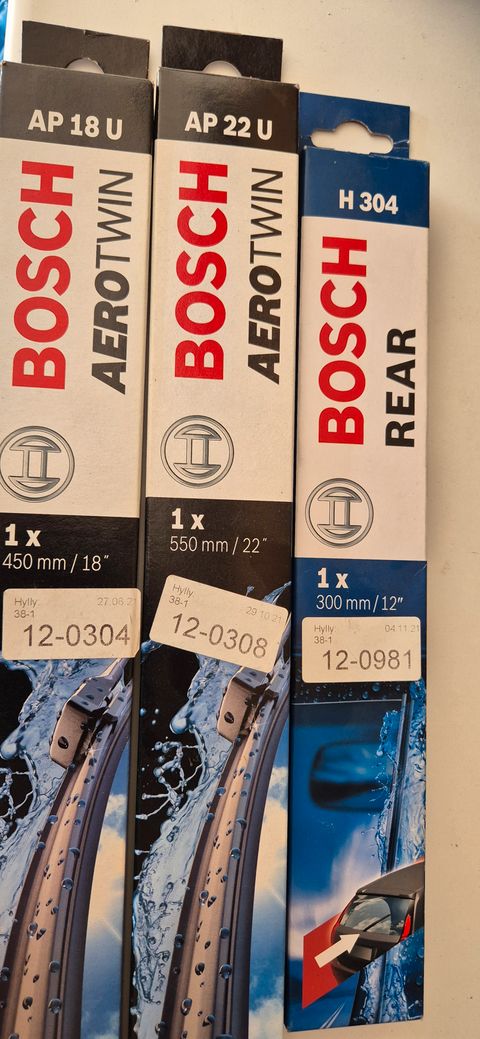 AP 18 U
BOSCH
AEROTWIN
1 x
450 mm / 18"
Hylly
38-1
27.06.2
12-0304
AP 22 U
BOSCH
AEROTWIN
1 x
550 mm / 22"
Hylly
38-1
29.10.21
12-0308
H 304
BOSCH
REAR
1 x
300 mm / 12"
Hylly
38-1
04.11.21
12-0981